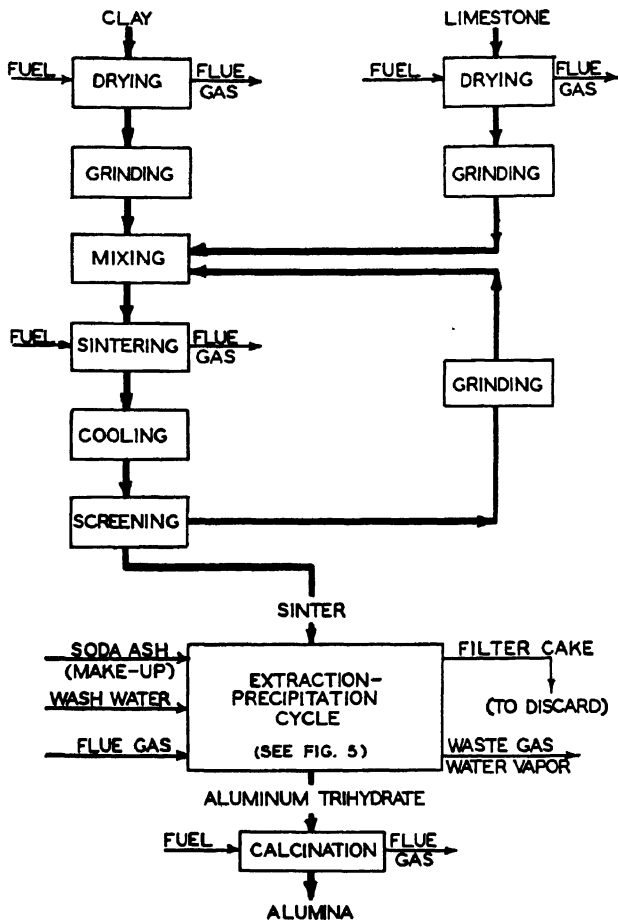 CLAY
LIMESTONE
FUEL
DRYING
FLUE
GAS
FUEL
DRYING
FLUE
GAS
GRINDING
GRINDING
MIXING
FUEL
SINTERING
FLUE
GAS
GRINDING
COOLING
SCREENING
SINTER
SODA ASH
(MAKE-UP)
WASH WATER
FLUE GAS
EXTRACTION-
PRECIPITATION
CYCLE
(SEE FIG. 5)
FILTER CAKE
(TO DISCARD)
WASTE GAS
WATER VAPOR
ALUMINUM TRIHYDRATE
FUEL
CALCINATION
FLUE
GAS
ALUMINA